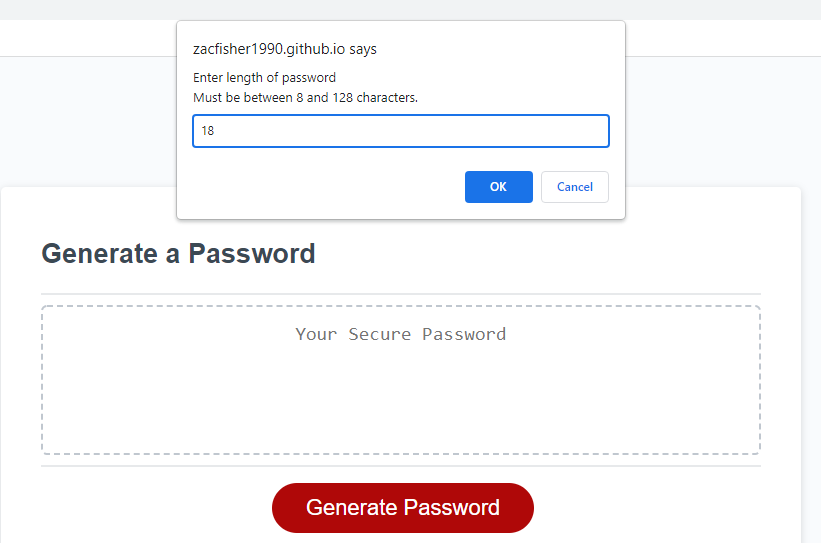 zacfisher1990.github.io says
Enter length of password
Must be between 8 and 128 characters.
18
OK
Cancel
Generate a Password
Your Secure Password
Generate Password